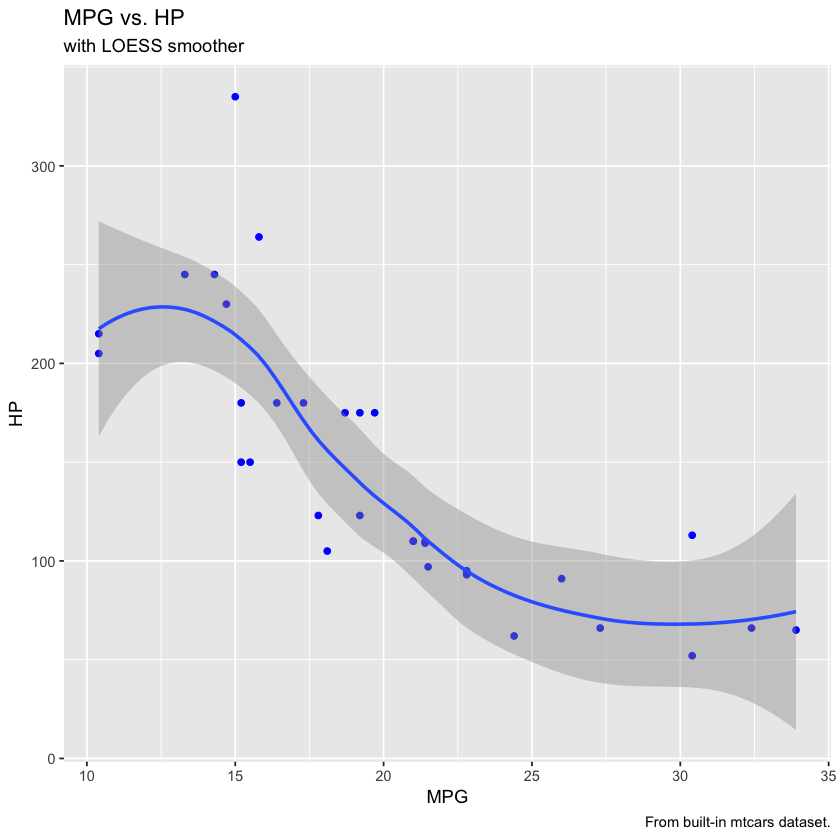 MPG vs. HP
with LOESS smoother
300
200
100
0
HP
10 15 20 25 30 35
MPG
From built-in mtcars dataset.